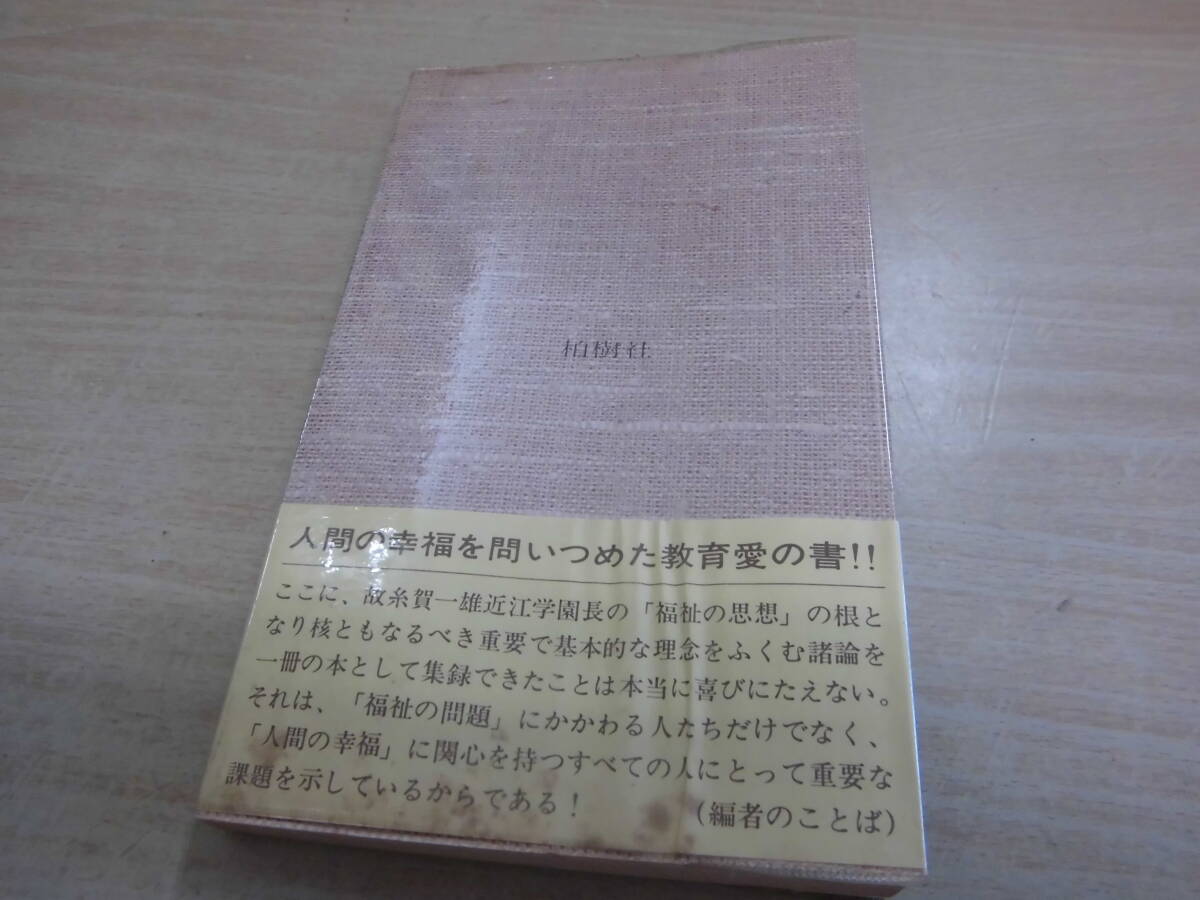 柏樹社
人間の幸福を問いつめた教育愛の書!!
ここに、故糸賀一雄近江学園長の「福祉の思想」の根と
なり核ともなるべき重要で基本的な理念をふくむ諸論を
一冊の本として集録できたことは本当に喜びにたえない。
それは、「福祉の問題」にかかわる人たちだけでなく、
「人間の幸福」に関心を持つすべての人にとって重要な
課題を示しているからである！
（編者のことば）